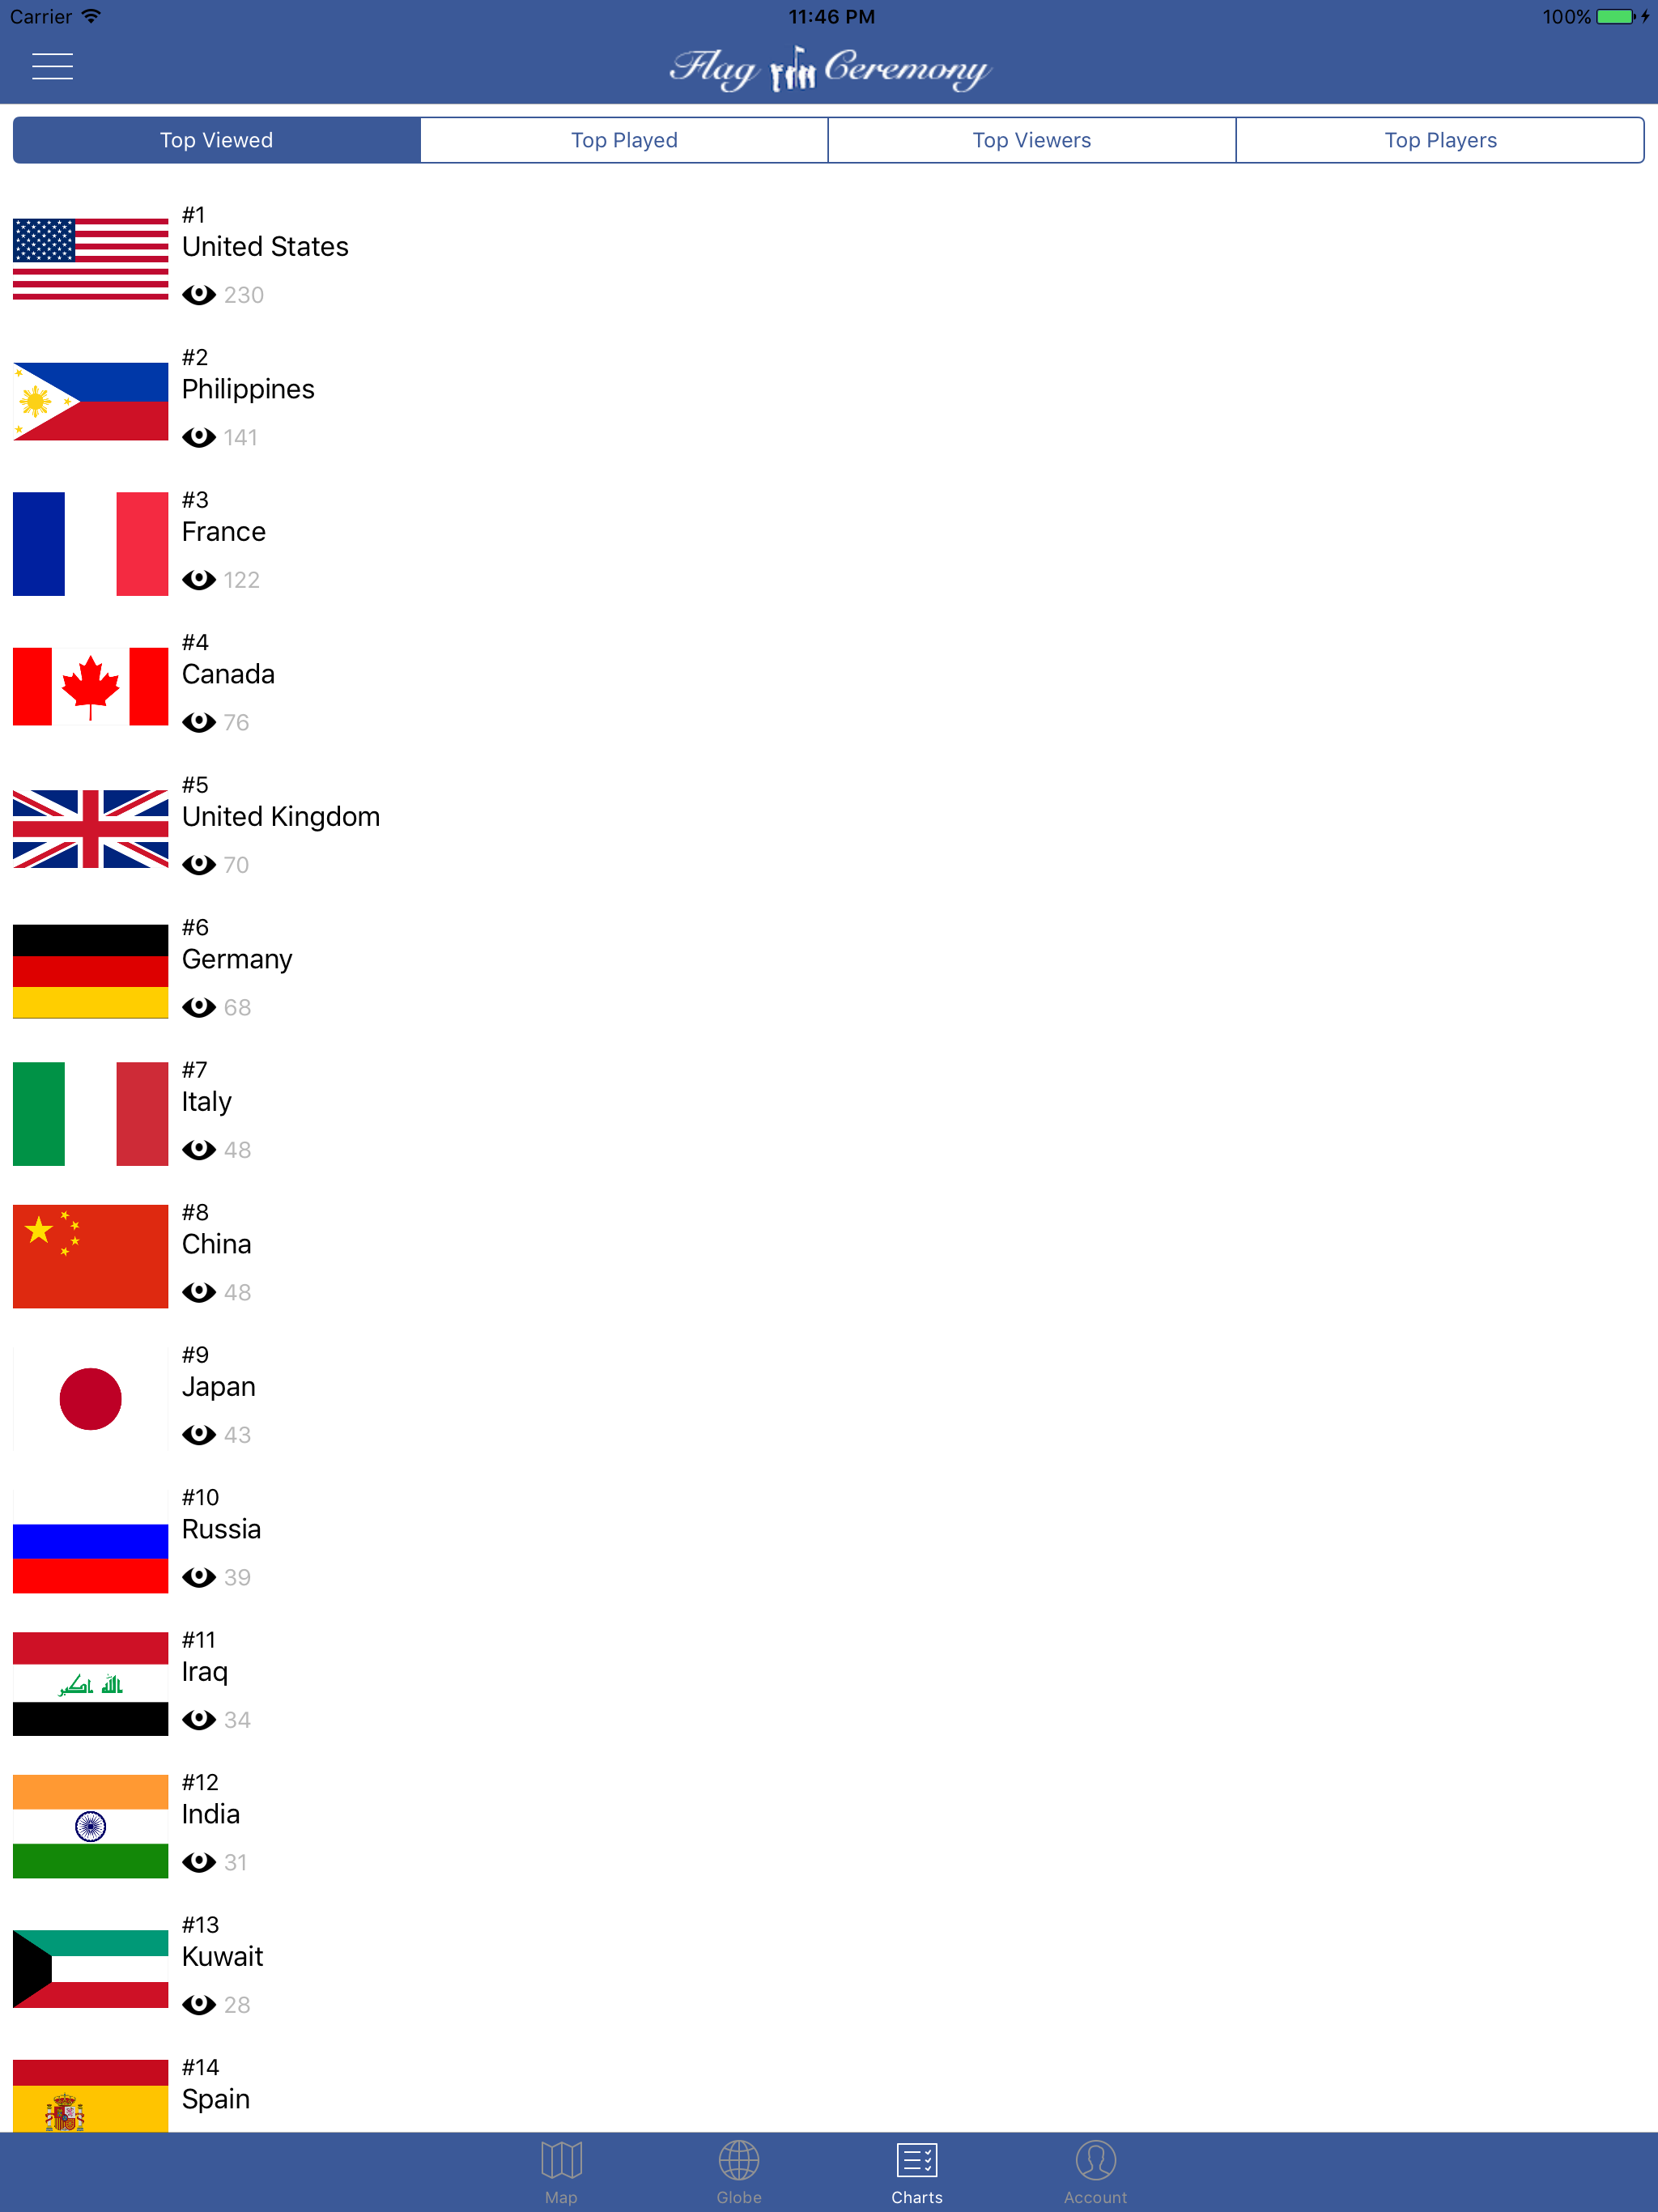 Carrier 11:46 PM 100%
Flag Ceremony
Top Viewed Top Played Top Viewers Top Players
#1
United States
230
#2
Philippines
141
#3
France
122
#4
Canada
76
#5
United Kingdom
70
#6
Germany
68
#7
Italy
48
#8
China
48
#9
Japan
43
#10
Russia
39
#11
Iraq
الله اكبر
34
#12
India
31
#13
Kuwait
28
#14
Spain
Map Globe Charts Account